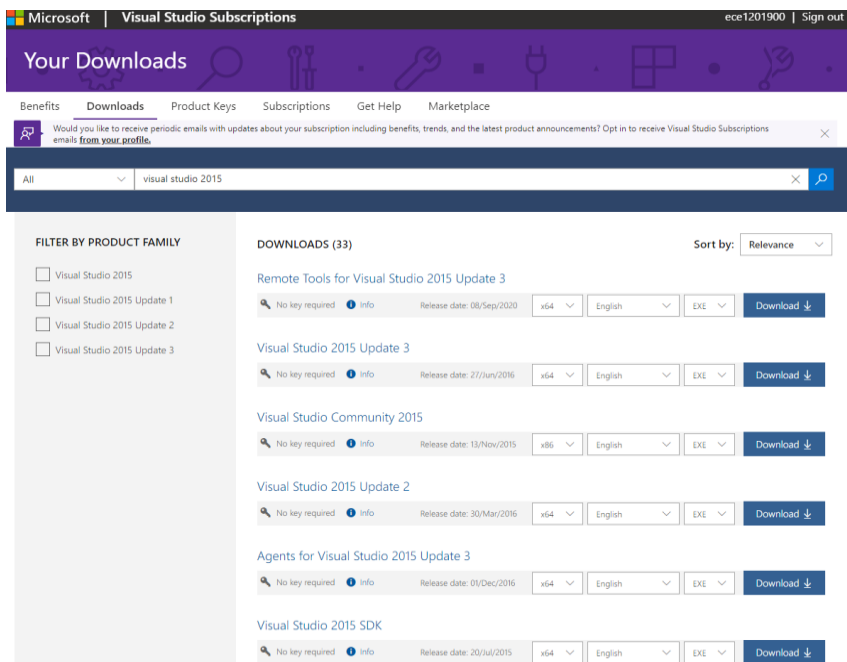 Microsoft | Visual Studio Subscriptions ece1201900 | Sign out
Your Downloads
Benefits Downloads Product Keys Subscriptions Get Help Marketplace
Would you like to receive periodic emails with updates about your subscription including benefits, trends, and the latest product announcements? Opt in to receive Visual Studio Subscriptions
emails from your profile.
All visual studio 2015
FILTER BY PRODUCT FAMILY
Visual Studio 2015
Visual Studio 2015 Update 1
Visual Studio 2015 Update 2
Visual Studio 2015 Update 3
DOWNLOADS (33) Sort by: Relevance
Remote Tools for Visual Studio 2015 Update 3
No key required Info Release date: 08/Sep/2020 x64 English EXE Download
Visual Studio 2015 Update 3
No key required Info Release date: 27/Jun/2016 x64 English EXE Download
Visual Studio Community 2015
No key required Info Release date: 13/Nov/2015 x86 English EXE Download
Visual Studio 2015 Update 2
No key required Info Release date: 30/Mar/2016 x64 English EXE Download
Agents for Visual Studio 2015 Update 3
No key required Info Release date: 01/Dec/2016 x64 English EXE Download
Visual Studio 2015 SDK
No key required Info Release date: 20/Jul/2015 x64 English EXE Download